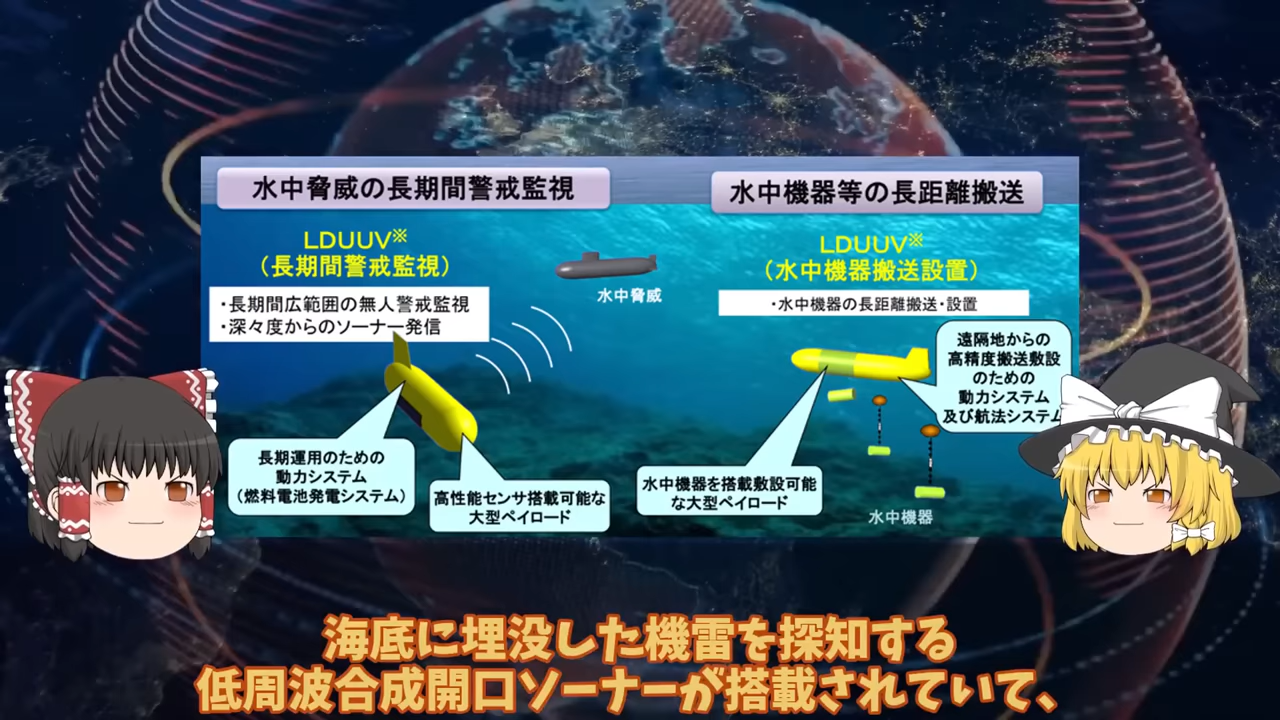 水中脅威の長期間警戒監視
LDUUV※
(長期間警戒監視)
・長期間広範囲の無人警戒監視
・深々度からのソーナー発信
水中脅威
長期運用のための
動力システム
(燃料電池発電システム)
高性能センサ搭載可能な
大型ペイロード
水中機器等の長距離搬送
LDUUV※
(水中機器搬送設置)
・水中機器の長距離搬送・設置
遠隔地からの
高精度搬送敷設
のための
動力システム
及び航法システム
水中機器を搭載敷設可能
な大型ペイロード
水中機器
海底に埋没した機雷を探知する
低周波合成開口ソーナーが搭載されていて、